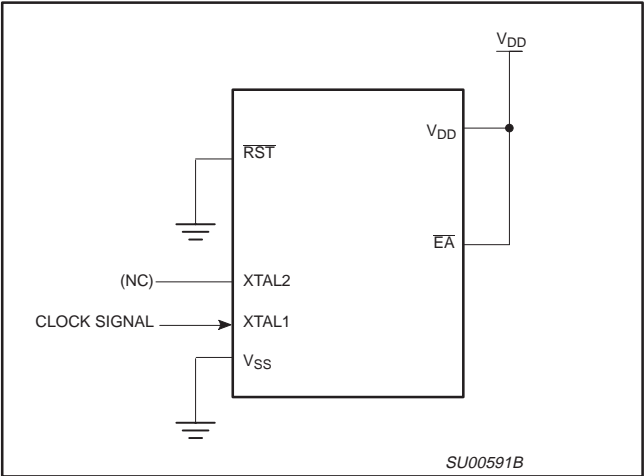 VDD
VDD
RST
EA
(NC)
XTAL2
CLOCK SIGNAL
XTAL1
VSS
SU00591B